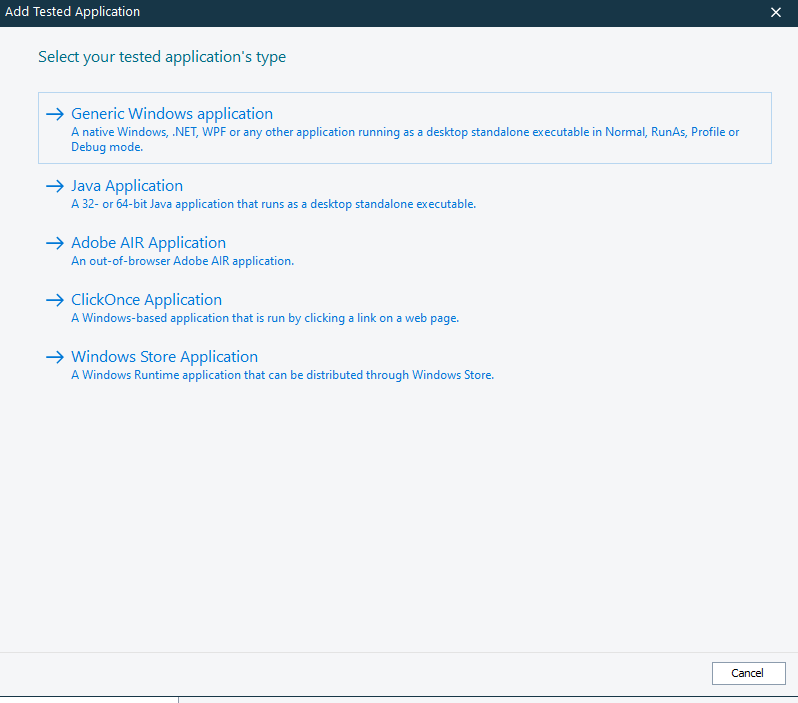 Add Tested Application
Select your tested application's type
Generic Windows application
A native Windows, .NET, WPF or any other application running as a desktop standalone executable in Normal, RunAs, Profile or
Debug mode.
Java Application
A 32- or 64-bit Java application that runs as a desktop standalone executable.
Adobe AIR Application
An out-of-browser Adobe AIR application.
ClickOnce Application
A Windows-based application that is run by clicking a link on a web page.
Windows Store Application
A Windows Runtime application that can be distributed through Windows Store.
Cancel